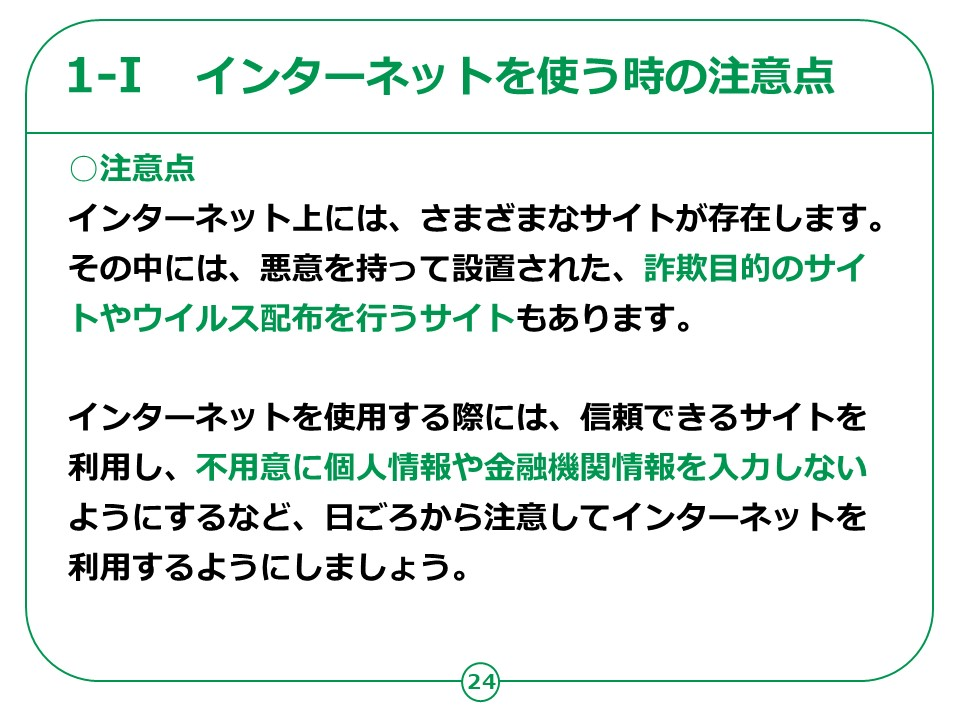 1-I インターネットを使う時の注意点
○注意点
インターネット上には、さまざまなサイトが存在します。
その中には、悪意を持って設置された、詐欺目的のサイ
トやウイルス配布を行うサイトもあります。
インターネットを使用する際には、信頼できるサイトを
利用し、不用意に個人情報や金融機関情報を入力しない
ようにするなど、日ごろから注意してインターネットを
利用するようにしましょう。
24